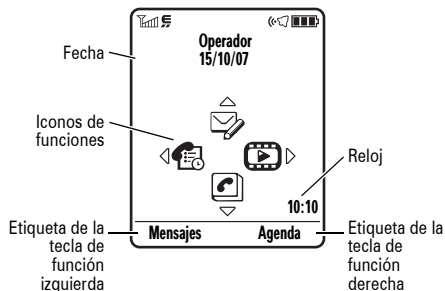 Operador
15/10/07
Fecha
Iconos de
funciones
Reloj
10:10
Mensajes
Agenda
Etiqueta de la
tecla de
función
izquierda
Etiqueta de la
tecla de
función
derecha